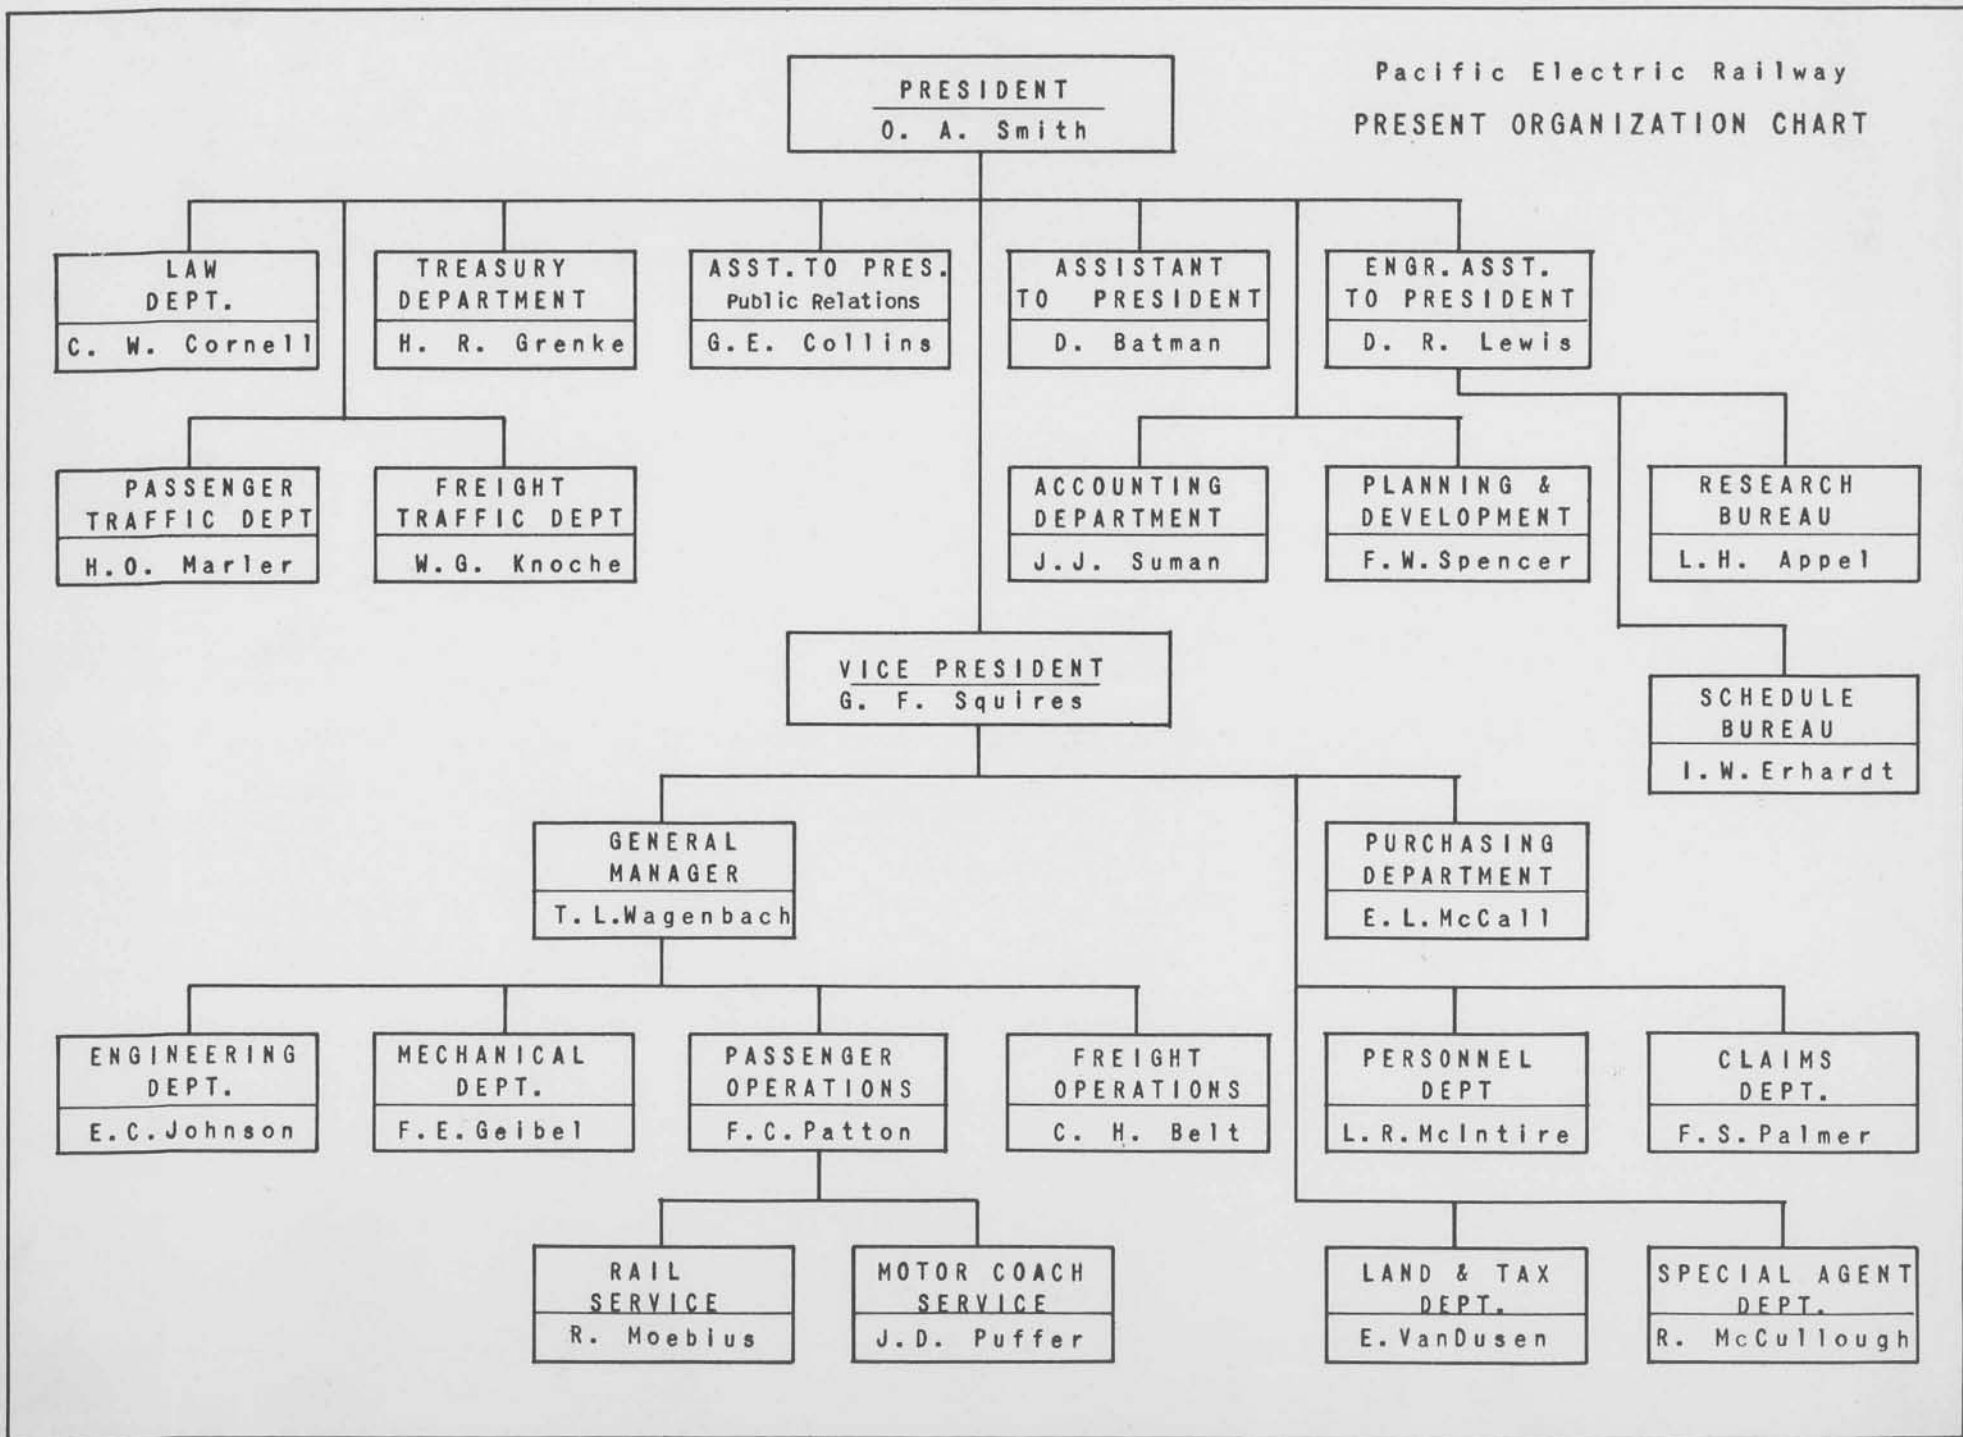 Pacific Electric Railway
PRESENT ORGANIZATION CHART
PRESIDENT
O. A. Smith
LAW
DEPT.
C. W. Cornell
TREASURY
DEPARTMENT
H. R. Grenke
ASST. TO PRES.
Public Relations
G.E. Collins
ASSISTANT
TO PRESIDENT
D. Batman
ENGR. ASST.
TO PRESIDENT
D. R. Lewis
PASSENGER
TRAFFIC DEPT
H.O. Marler
FREIGHT
TRAFFIC DEPT
W.G. Knoche
ACCOUNTING
DEPARTMENT
J.J. Suman
PLANNING &
DEVELOPMENT
F.W.Spencer
RESEARCH
BUREAU
L.H. Appel
VICE PRESIDENT
G. F. Squires
SCHEDULE
BUREAU
I.W.Erhardt
GENERAL
MANAGER
T.L.Wagenbach
PURCHASING
DEPARTMENT
E.L.McCall
ENGINEERING
DEPT.
E.C.Johnson
MECHANICAL
DEPT.
F.E.Geibel
PASSENGER
OPERATIONS
F.C.Patton
FREIGHT
OPERATIONS
C. H. Belt
PERSONNEL
DEPT
L.R.McIntire
CLAIMS
DEPT.
F.S.Palmer
RAIL
SERVICE
R. Moebius
MOTOR COACH
SERVICE
J.D. Puffer
LAND & TAX
DEPT.
E.VanDusen
SPECIAL AGENT
DEPT.
R. McCullough